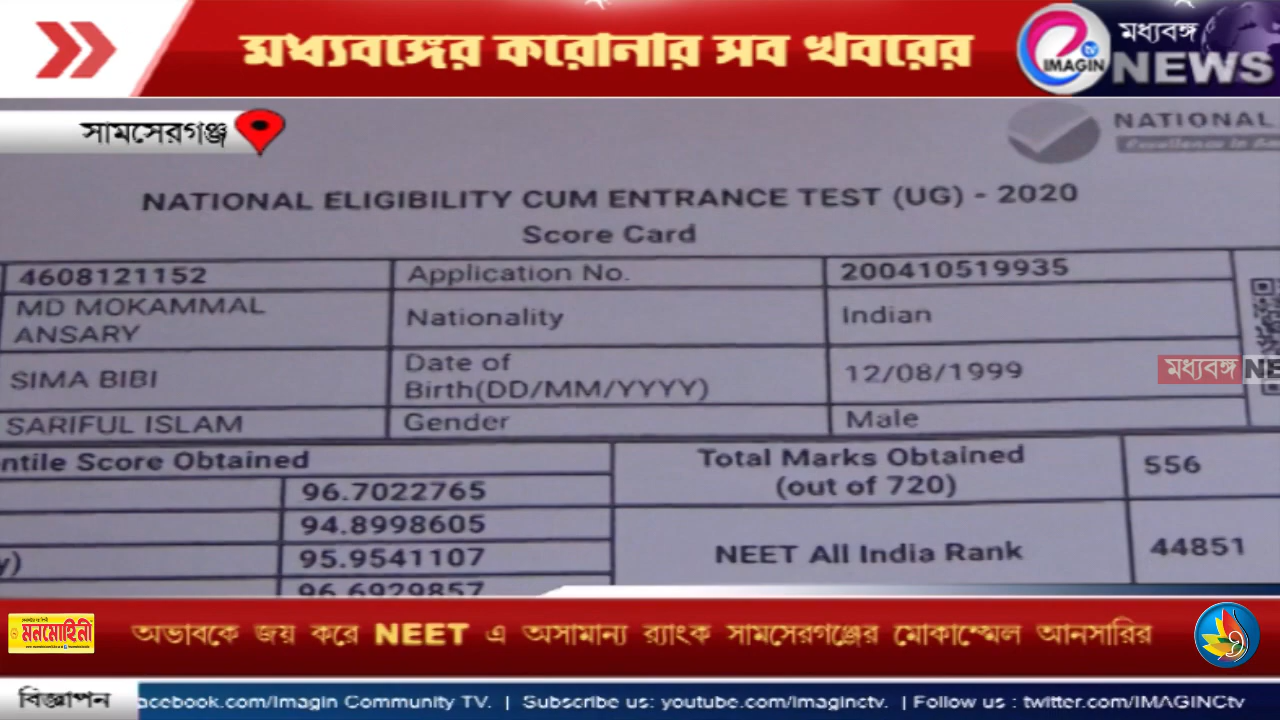 মধ্যবঙ্গের করোনার সব খবরের
IMAGIN tv
মধ্যবঙ্গ
NEWS
সামসেরগঞ্জ
NATIONAL
Excellence in
NATIONAL ELIGIBILITY CUM ENTRANCE TEST (UG) - 2020
Score Card
4608121152 Application No. 200410519935
MD MOKAMMAL
ANSARY Nationality Indian
SIMA BIBI Date of
Birth(DD/MM/YYYY) 12/08/1999
মধ্যবঙ্গ NE
SARIFUL ISLAM Gender Male
ntile Score Obtained Total Marks Obtained
(out of 720) 556
96.7022765
94.8998605
y) 95.9541107 NEET All India Rank 44851
96.6929857
মনমোহিনী
অভাবকে জয় করে NEET এ অসামান্য র‍্যাংক সামসেরগঞ্জের মোকাম্মেল আনসারির
বিজ্ঞাপন acebook.com/Imagin Community TV. | Subscribe us: youtube.com/imaginctv. | Follow us : twitter.com/IMAGINCtv